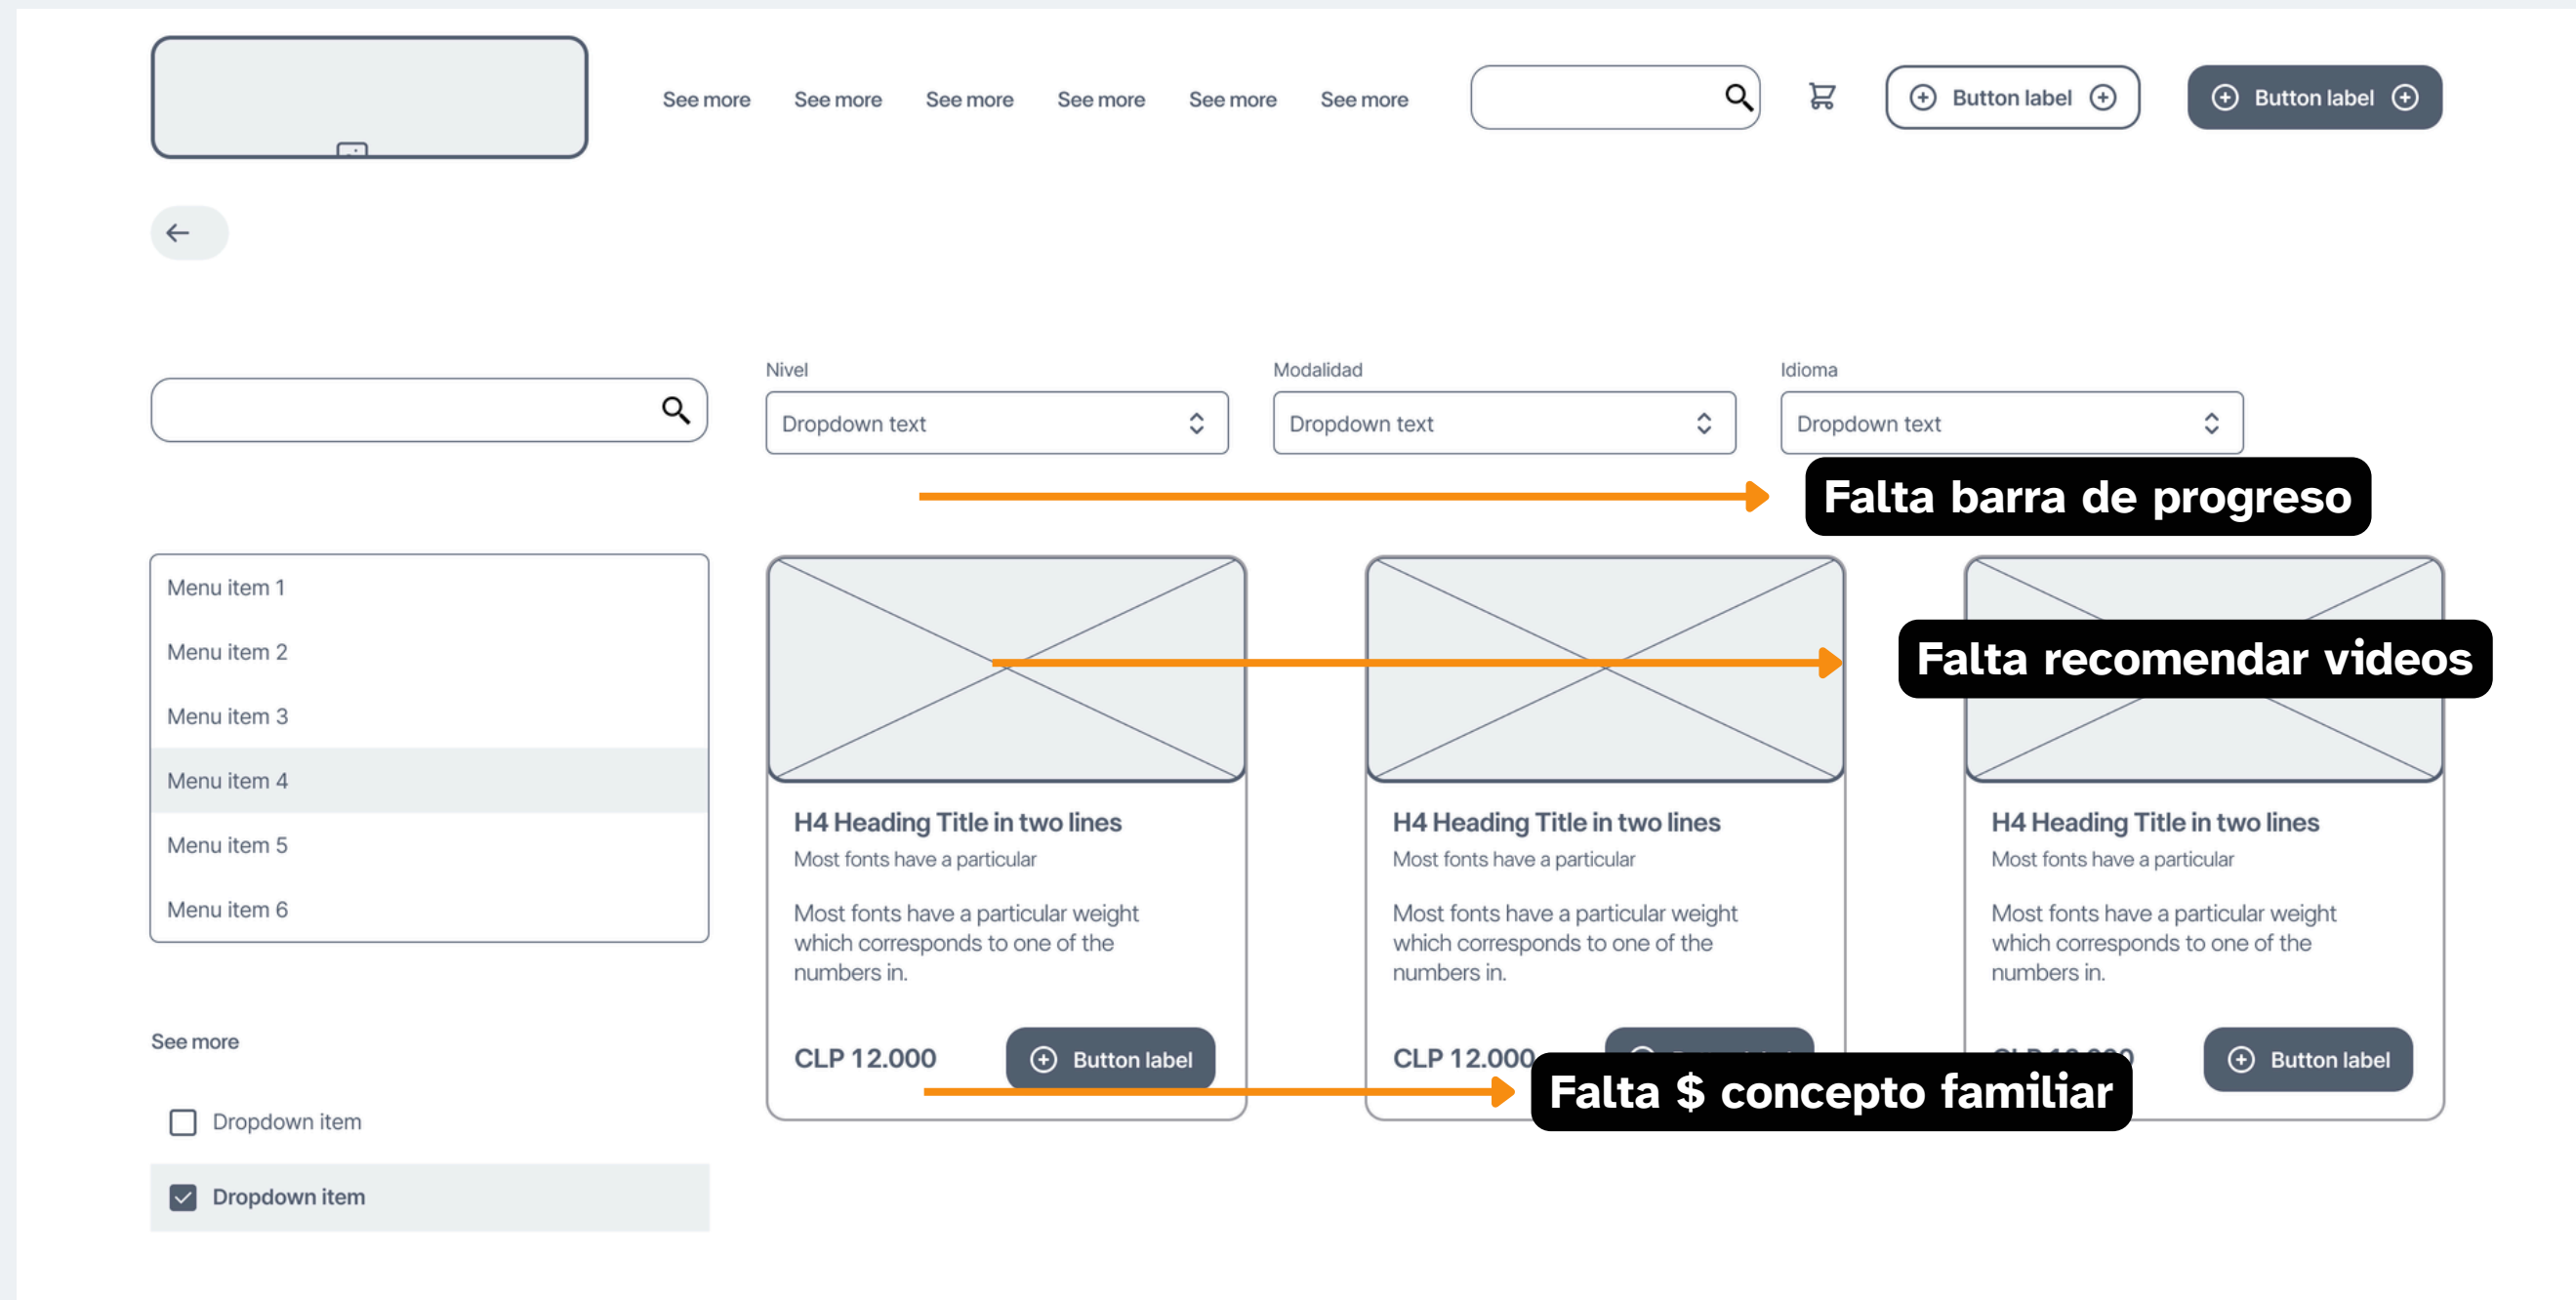 See more See more See more See more See more See more
Button label
Button label
Nivel
Dropdown text
Modalidad
Dropdown text
Idioma
Dropdown text
Falta barra de progreso
Menu item 1
Menu item 2
Menu item 3
Menu item 4
Menu item 5
Menu item 6
See more
Dropdown item
Dropdown item
Falta recomendar videos
H4 Heading Title in two lines
Most fonts have a particular
Most fonts have a particular weight
which corresponds to one of the
numbers in.
CLP 12.000
Button label
H4 Heading Title in two lines
Most fonts have a particular
Most fonts have a particular weight
which corresponds to one of the
numbers in.
CLP 12.000
H4 Heading Title in two lines
Most fonts have a particular
Most fonts have a particular weight
which corresponds to one of the
numbers in.
Button label
Falta $ concepto familiar